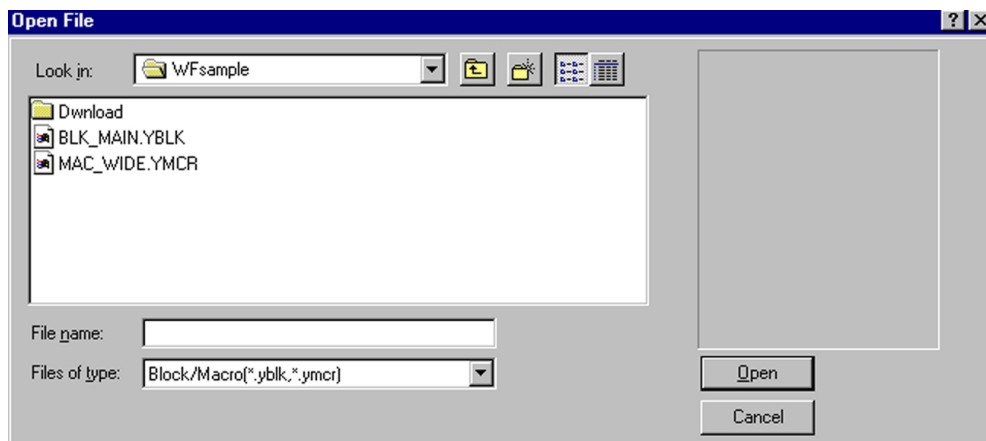 Open File
Look in: WFsample
Dwnload
BLK_MAIN.YBLK
MAC_WIDE.YMCR
File name:
Files of type: Block/Macro(*.yblk,*.ymcr)
Open
Cancel